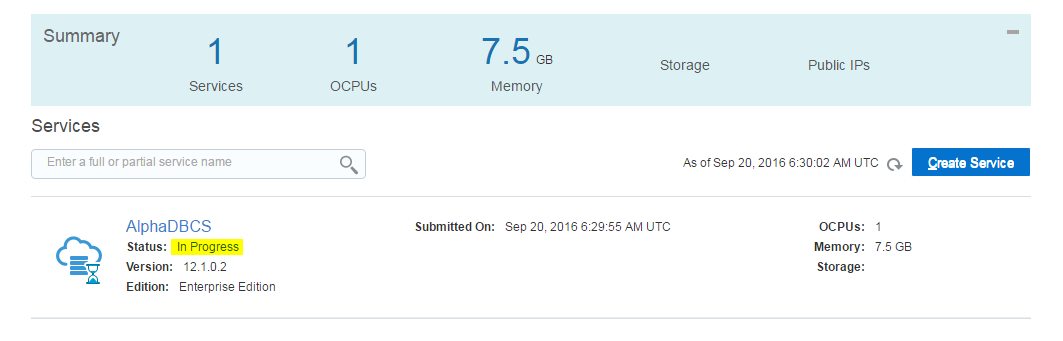 Summary
1 Services
1 OCPUs
7.5 GB Memory
Storage
Public IPs
Services
Enter a full or partial service name
As of Sep 20, 2016 6:30:02 AM UTC
Create Service
AlphaDBCS
Status: In Progress
Version: 12.1.0.2
Edition: Enterprise Edition
Submitted On: Sep 20, 2016 6:29:55 AM UTC
OCPUs: 1
Memory: 7.5 GB
Storage: